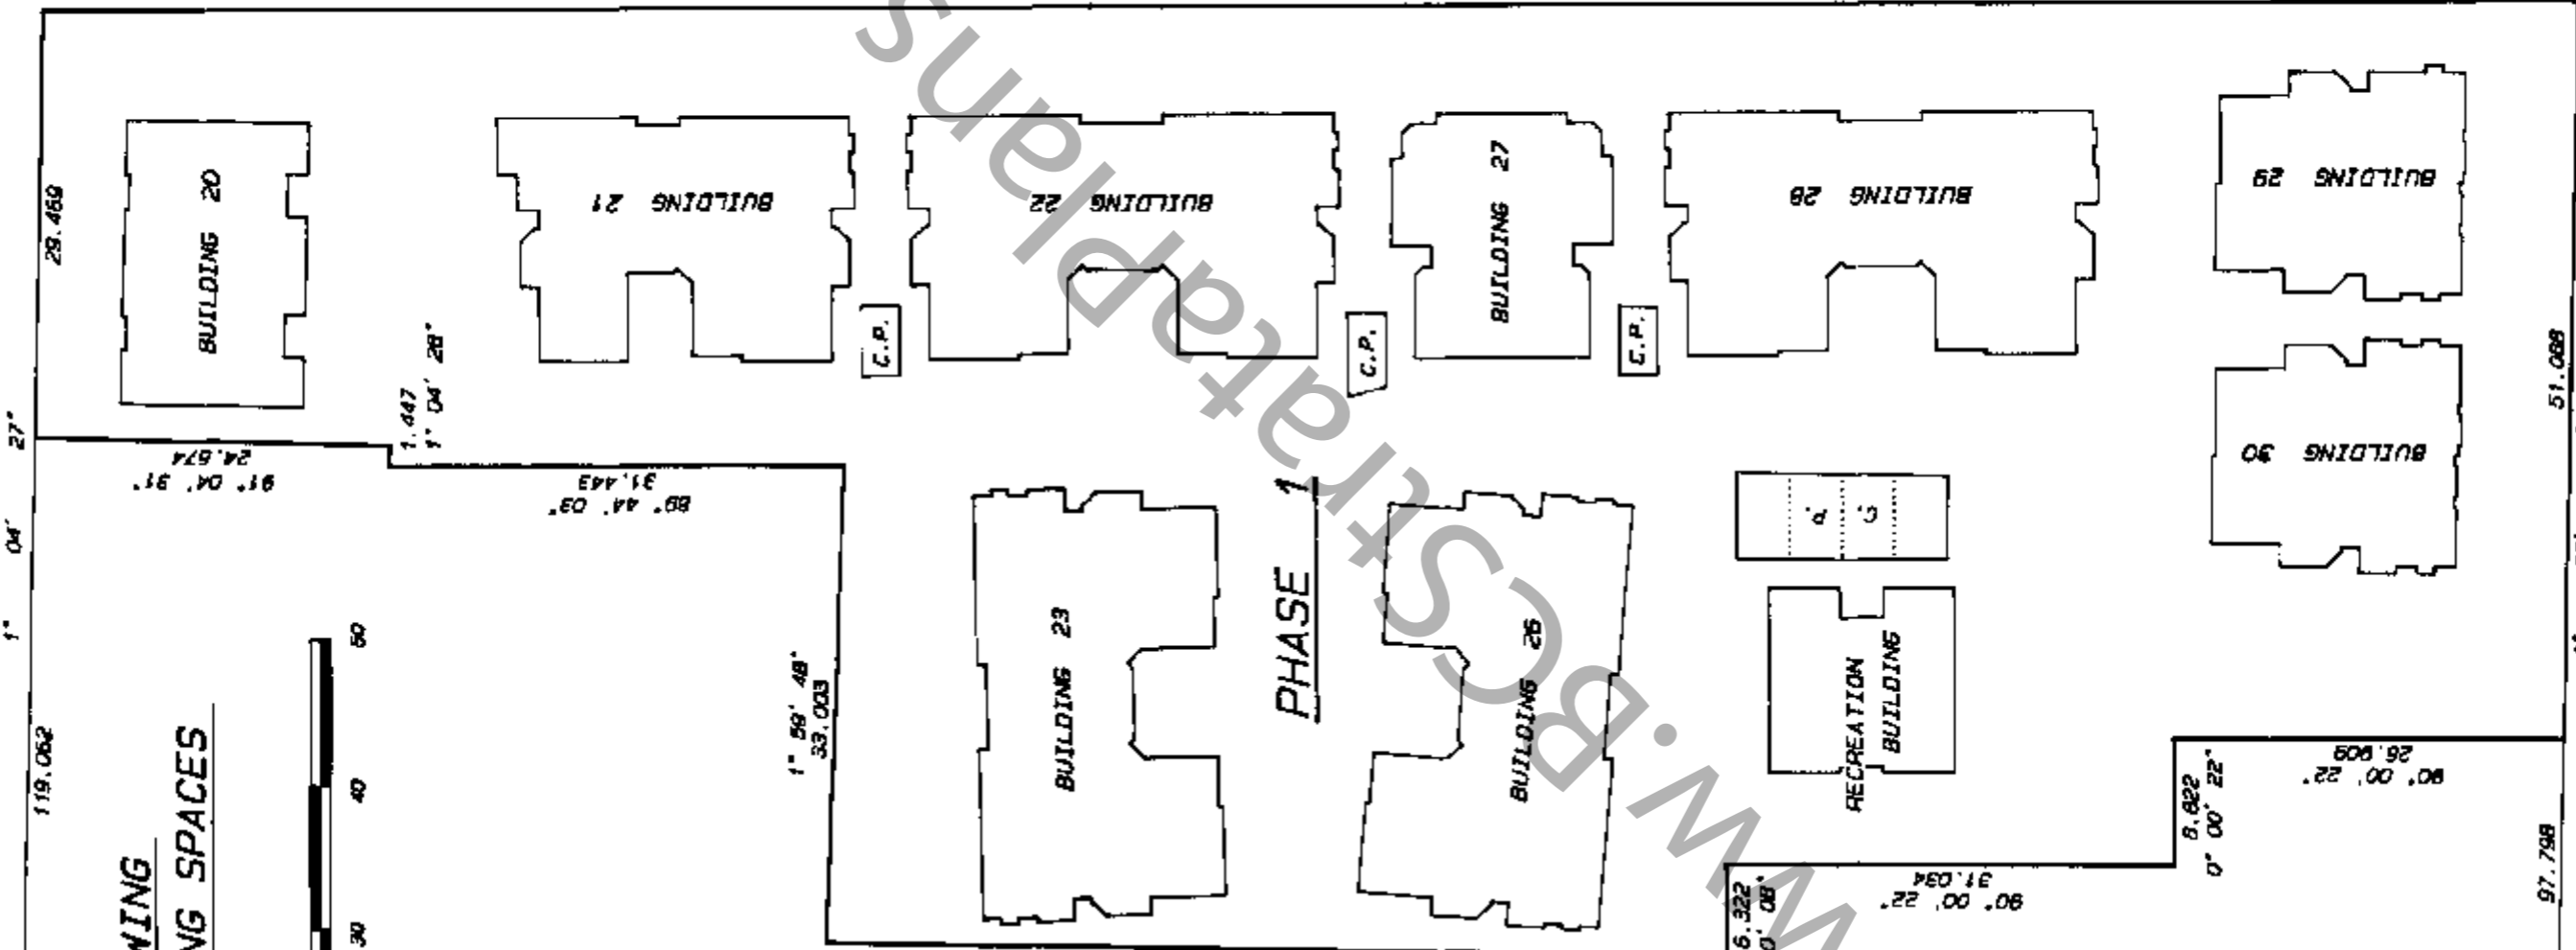 BUILDING 20
BUILDING 21
BUILDING 22
BUILDING 27
BUILDING 28
BUILDING 29
BUILDING 30
C.P.
C.P.
C.P.
C. P.
BUILDING 23
PHASE 1
BUILDING 26
RECREATION
BUILDING
29.469
1° 04' 27"
119.062
24.674
91° 04' 31"
1.447
1° 04' 28"
31.443
89° 44' 03"
1° 59' 48"
33.003
51.088
26.909
90° 00' 22"
8.822
0° 00' 22"
31.034
90° 00' 22"
97.798
50
40
30
SPACES
BCStrataPlans